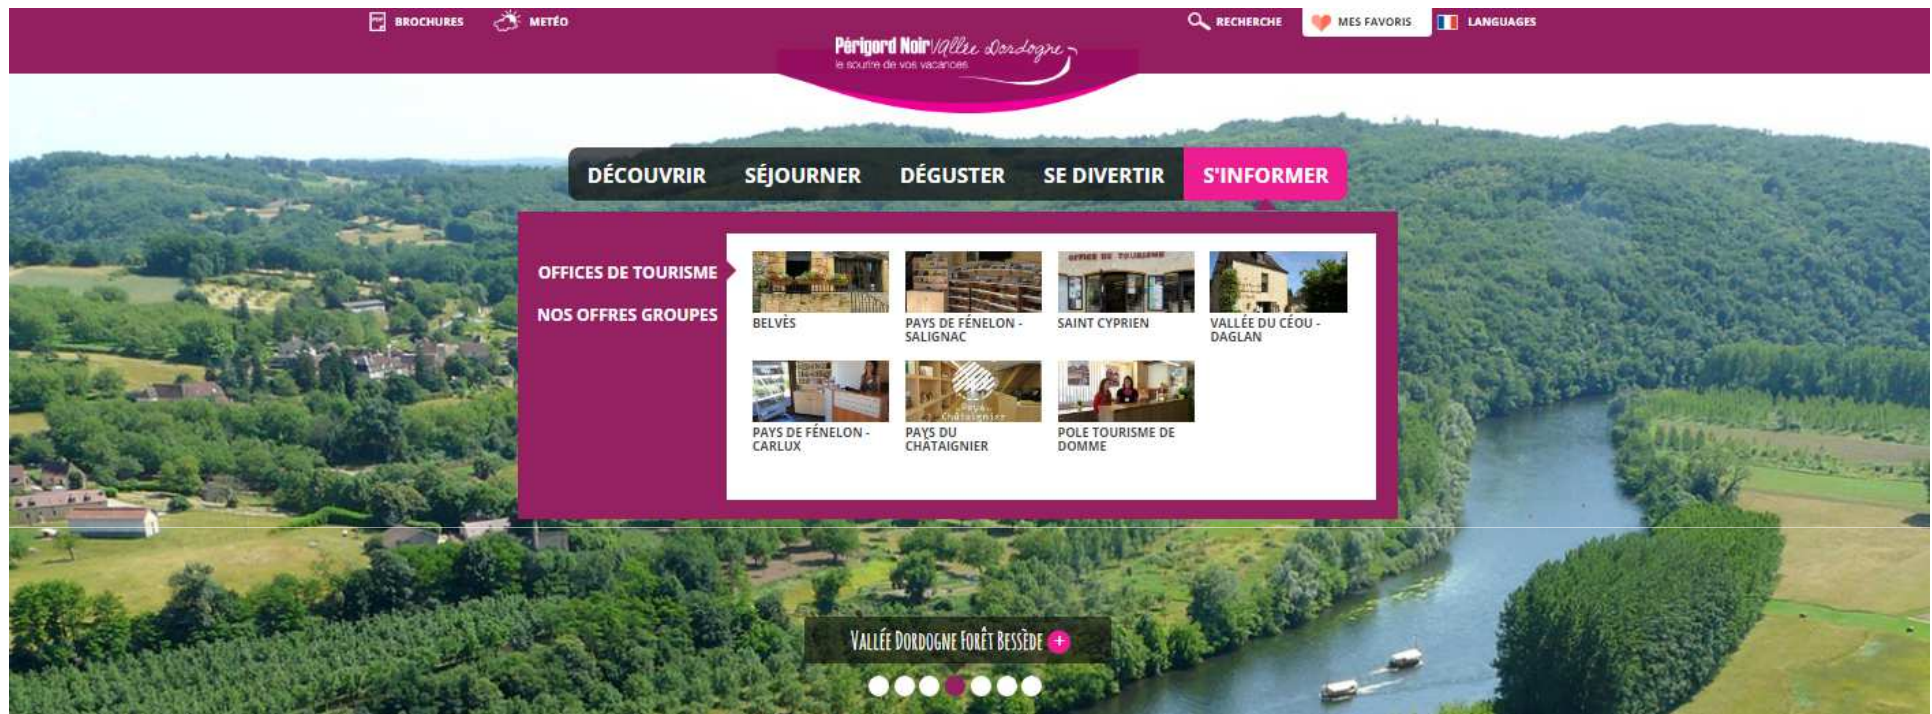 BROCHURES
METÉO
RECHERCHE
MES FAVORIS
LANGUAGES
Périgord Noir Vallée Dordogne
le sourire de vos vacances
DÉCOUVRIR
SÉJOURNER
DÉGUSTER
SE DIVERTIR
S'INFORMER
OFFICES DE TOURISME
NOS OFFRES GROUPES
OFFICE DE TOURISME
BELVÈS
PAYS DE FÉNELON -
SALIGNAC
SAINT CYPRIEN
VALLÉE DU CÉOU -
DAGLAN
Pays
Châtaignier
PAYS DE FÉNELON -
CARLUX
PAYS DU
CHÂTAIGNIER
POLE TOURISME DE
DOMME
VALLÉE DORDOGNE FORÊT BESSÈDE +